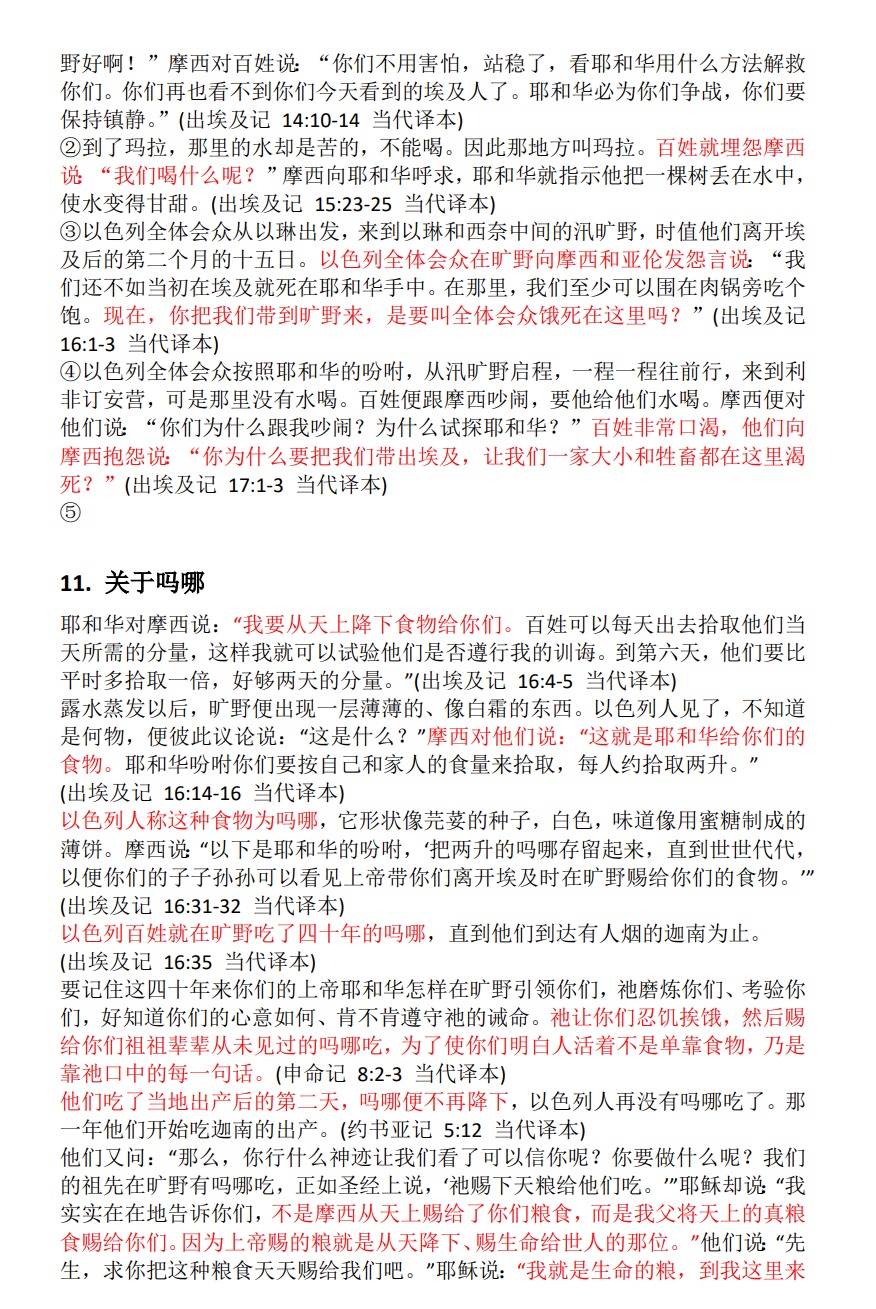 野好啊！”摩西对百姓说：“你们不用害怕，站稳了，看耶和华用什么方法解救
你们。你们再也看不到你们今天看到的埃及人了。耶和华必为你们争战，你们要
保持镇静。”(出埃及记 14:10-14 当代译本)
②到了玛拉，那里的水却是苦的，不能喝。因此那地方叫玛拉。百姓就埋怨摩西
说：“我们喝什么呢？”摩西向耶和华呼求，耶和华就指示他把一棵树丢在水中，
使水变得甘甜。(出埃及记 15:23-25 当代译本)
③以色列全体会众从以琳出发，来到以琳和西奈中间的汛旷野，时值他们离开埃
及后的第二个月的十五日。以色列全体会众在旷野向摩西和亚伦发怨言说：“我
们还不如当初在埃及就死在耶和华手中。在那里，我们至少可以围在肉锅旁吃个
饱。现在，你把我们带到旷野来，是要叫全体会众饿死在这里吗？”(出埃及记
16:1-3 当代译本)
④以色列全体会众按照耶和华的吩咐，从汛旷野启程，一程一程往前行，来到利
非订安营，可是那里没有水喝。百姓便跟摩西吵闹，要他给他们水喝。摩西便对
他们说：“你们为什么跟我吵闹？为什么试探耶和华？”百姓非常口渴，他们向
摩西抱怨说：“你为什么要把我们带出埃及，让我们一家大小和牲畜都在这里渴
死？”(出埃及记 17:1-3 当代译本)
⑤
11. 关于吗哪
耶和华对摩西说：“我要从天上降下食物给你们。百姓可以每天出去拾取他们当
天所需的分量，这样我就可以试验他们是否遵行我的训诲。到第六天，他们要比
平时多拾取一倍，好够两天的分量。”(出埃及记 16:4-5 当代译本)
露水蒸发以后，旷野便出现一层薄薄的、像白霜的东西。以色列人见了，不知道
是何物，便彼此议论说：“这是什么？”摩西对他们说：“这就是耶和华给你们的
食物。耶和华吩咐你们要按自己和家人的食量来拾取，每人约拾取两升。”
(出埃及记 16:14-16 当代译本)
以色列人称这种食物为吗哪，它形状像芫荽的种子，白色，味道像用蜜糖制成的
薄饼。摩西说：“以下是耶和华的吩咐，‘把两升的吗哪存留起来，直到世世代代，
以便你们的子子孙孙可以看见上帝带你们离开埃及时在旷野赐给你们的食物。’”
(出埃及记 16:31-32 当代译本)
以色列百姓就在旷野吃了四十年的吗哪，直到他们到达有人烟的迦南为止。
(出埃及记 16:35 当代译本)
要记住这四十年来你们的上帝耶和华怎样在旷野引领你们，祂磨炼你们、考验你
们，好知道你们的心意如何、肯不肯遵守祂的诫命。祂让你们忍饥挨饿，然后赐
给你们祖祖辈辈从未见过的吗哪吃，为了使你们明白人活着不是单靠食物，乃是
靠祂口中的每一句话。(申命记 8:2-3 当代译本)
他们吃了当地出产后的第二天，吗哪便不再降下，以色列人再没有吗哪吃了。那
一年他们开始吃迦南的出产。(约书亚记 5:12 当代译本)
他们又问：“那么，你行什么神迹让我们看了可以信你呢？你要做什么呢？我们
的祖先在旷野有吗哪吃，正如圣经上说，‘祂赐下天粮给他们吃。’”耶稣却说：“我
实实在在地告诉你们，不是摩西从天上赐给了你们粮食，而是我父将天上的真粮
食赐给你们。因为上帝赐的粮就是从天降下、赐生命给世人的那位。”他们说：“先
生，求你把这种粮食天天赐给我们吧。”耶稣说：“我就是生命的粮，到我这里来